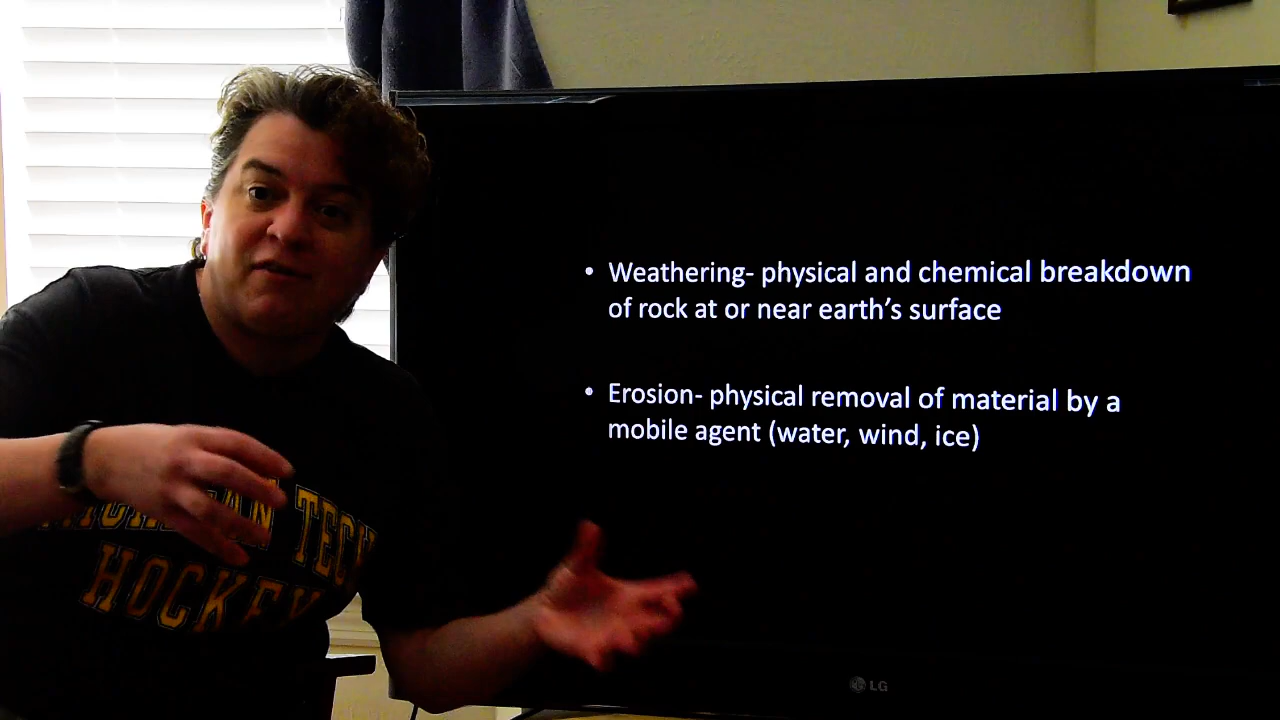 • Weathering- physical and chemical breakdown
of rock at or near earth’s surface
• Erosion- physical removal of material by a
mobile agent (water, wind, ice)
TECH
HOCKEY
LG